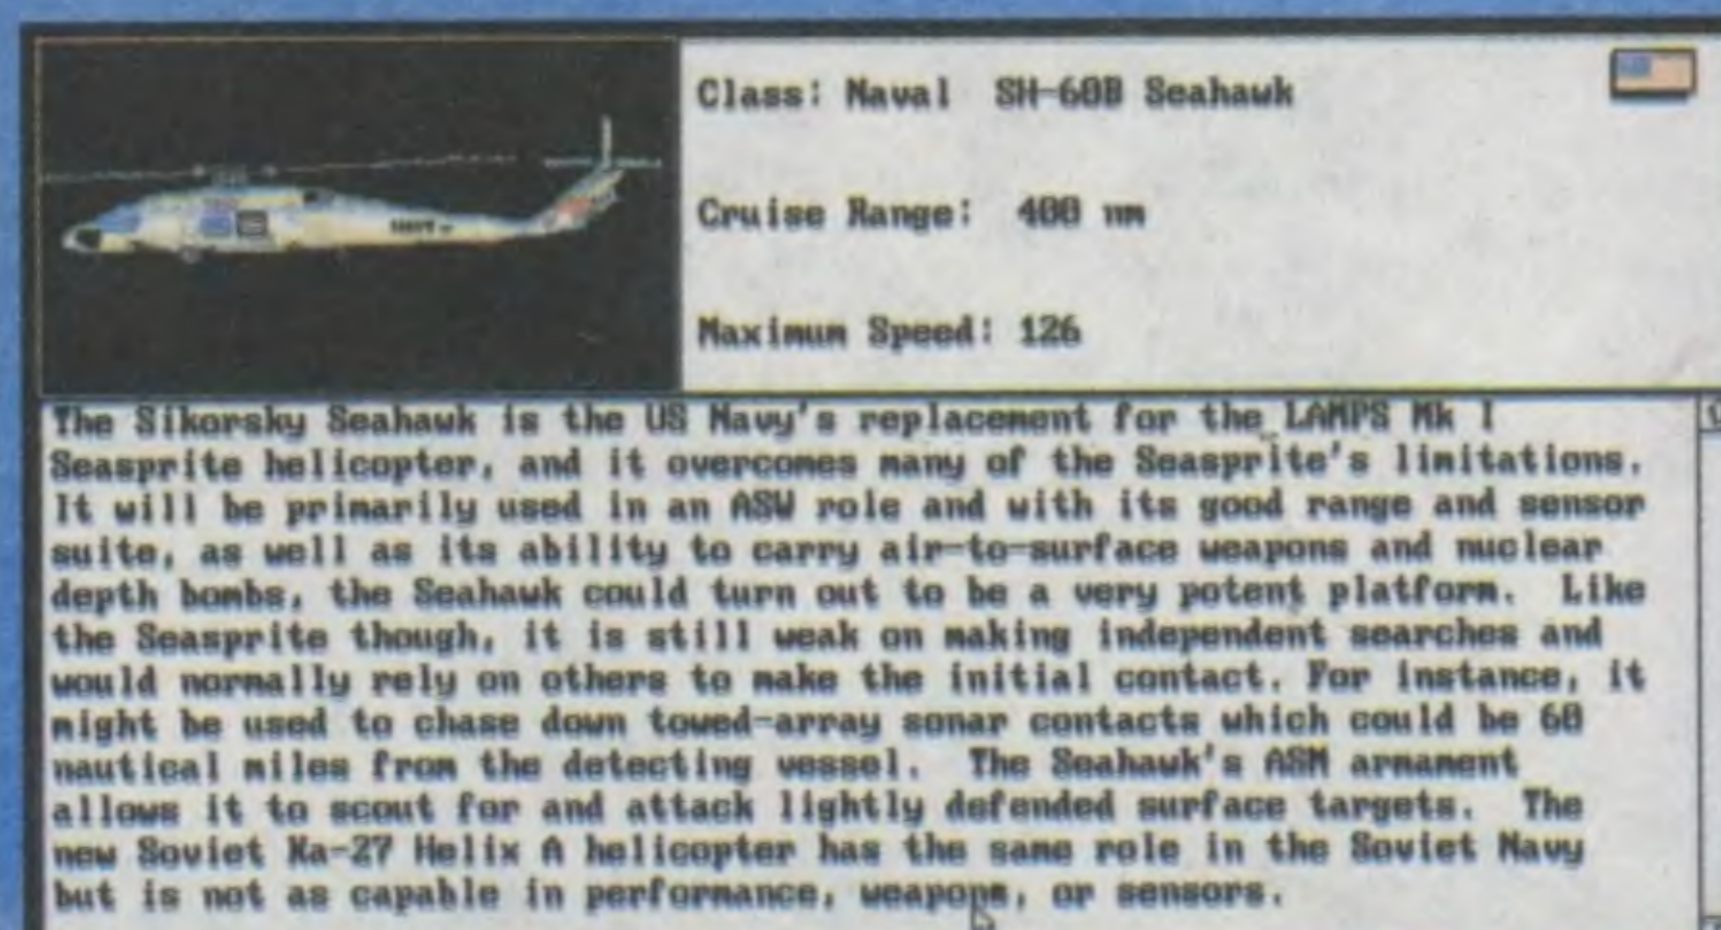 Class: Naval  SH-60B Seahawk
Cruise Range:  400 nm
Maximum Speed: 126
NAVY
The Sikorsky Seahawk is the US Navy's replacement for the LAMPS Mk I
Seasprite helicopter, and it overcomes many of the Seasprite's limitations.
It will be primarily used in an ASW role and with its good range and sensor
suite, as well as its ability to carry air-to-surface weapons and nuclear
depth bombs, the Seahawk could turn out to be a very potent platform.  Like
the Seasprite though, it is still weak on making independent searches and
would normally rely on others to make the initial contact. For instance, it
might be used to chase down towed-array sonar contacts which could be 60
nautical miles from the detecting vessel.  The Seahawk's ASM armament
allows it to scout for and attack lightly defended surface targets.  The
new Soviet Ka-27 Helix A helicopter has the same role in the Soviet Navy
but is not as capable in performance, weapons, or sensors.